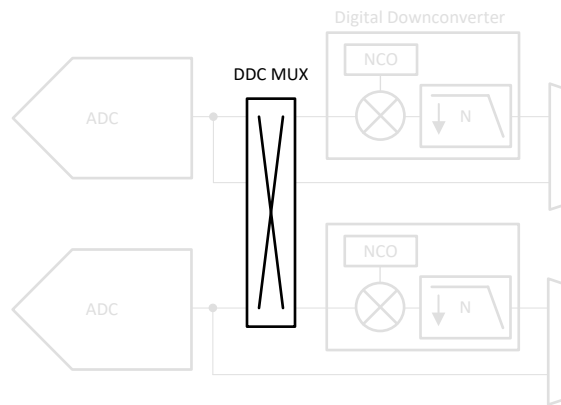 Digital Downconverter
NCO
DDC MUX
ADC
N
NCO
ADC
N